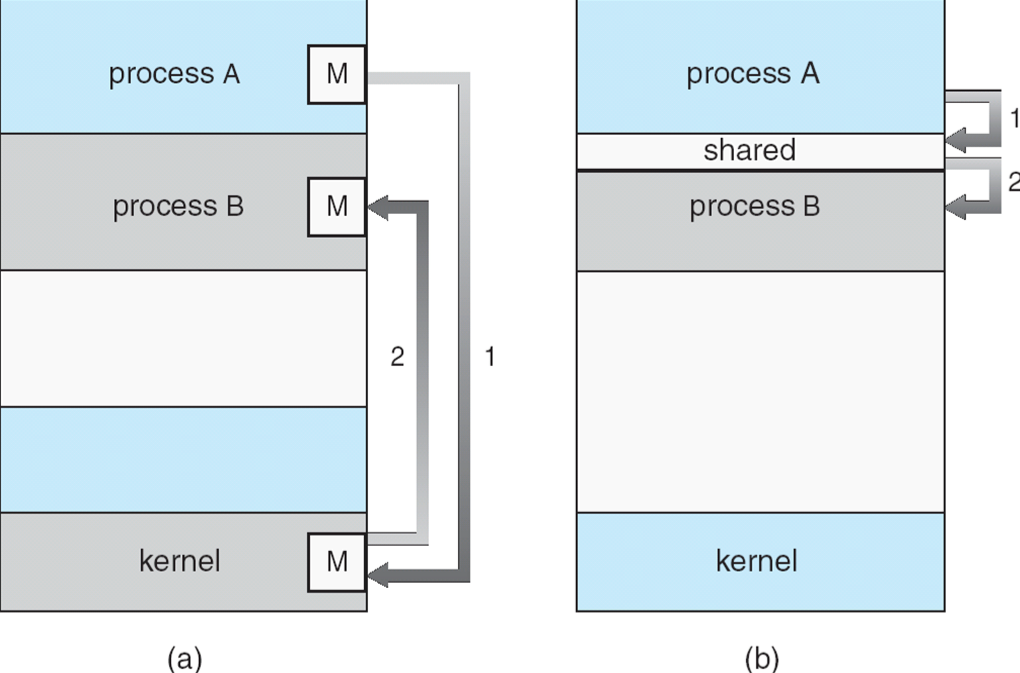 process A
M
process B
M
2
1
kernel
M
(a)
process A
1
shared
2
process B
kernel
(b)